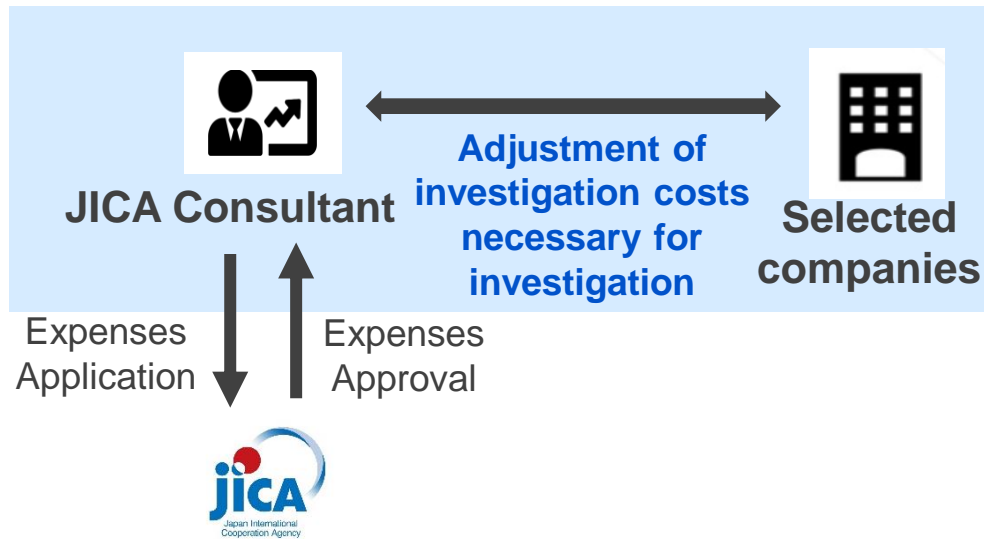 JICA Consultant
Adjustment of
investigation costs
necessary for
investigation
Selected
companies
Expenses
Application
Expenses
Approval
jICA
Japan International
Cooperation Agency